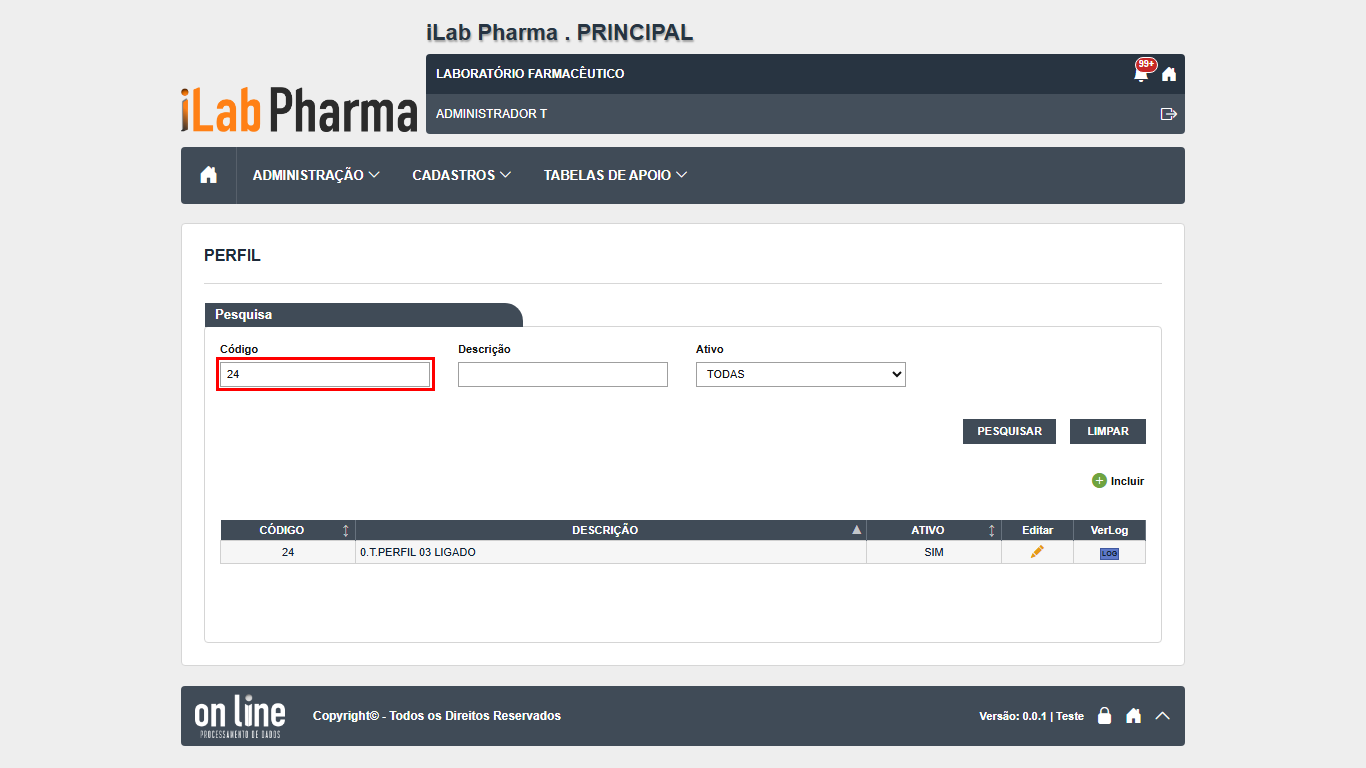 iLab Pharma . PRINCIPAL
LABORATÓRIO FARMACÊUTICO
99+
iLab Pharma
ADMINISTRADOR T
ADMINISTRAÇÃO
CADASTROS
TABELAS DE APOIO
PERFIL
Pesquisa
Código
Descrição
Ativo
24
TODAS
PESQUISAR
LIMPAR
Incluir
CÓDIGO
DESCRIÇÃO
ATIVO
Editar
VerLog
24
0.T.PERFIL 03 LIGADO
SIM
LOG
on line
PROCESSAMENTO DE DADOS
Copyright© - Todos os Direitos Reservados
Versão: 0.0.1 | Teste